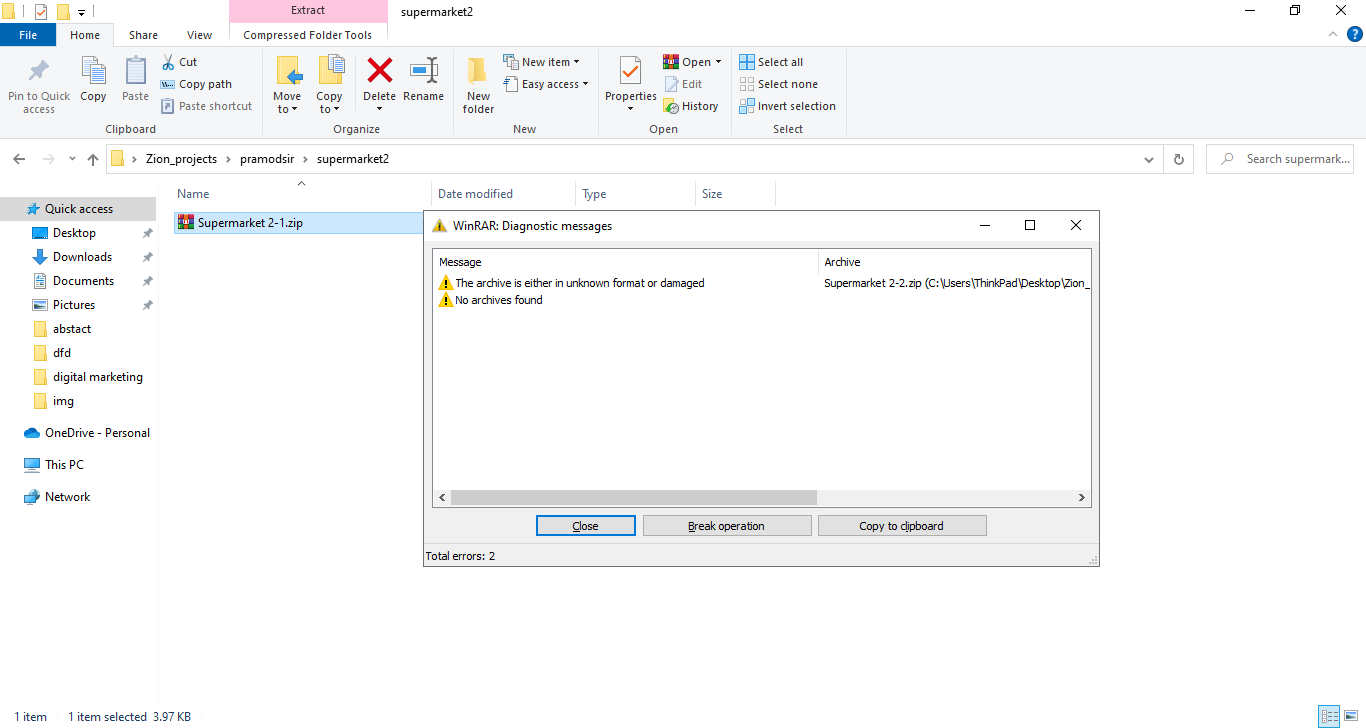 Extract
supermarket2
File
Home
Share
View
Compressed Folder Tools
Pin to Quick access
Copy
Paste
Cut
Copy path
Paste shortcut
Clipboard
Move to
Copy to
Delete
Rename
Organize
New folder
New item
Easy access
New
Properties
Open
Edit
History
Open
Select all
Select none
Invert selection
Select
Zion_projects
pramodsir
supermarket2
Search supermark...
Name
Date modified
Type
Size
Quick access
Desktop
Downloads
Documents
Pictures
abstact
dfd
digital marketing
img
OneDrive - Personal
This PC
Network
Supermarket 2-1.zip
WinRAR: Diagnostic messages
Message
Archive
The archive is either in unknown format or damaged
Supermarket 2-2.zip (C:\Users\ThinkPad\Desktop\Zion_
No archives found
Close
Break operation
Copy to clipboard
Total errors: 2
1 item
1 item selected 3.97 KB